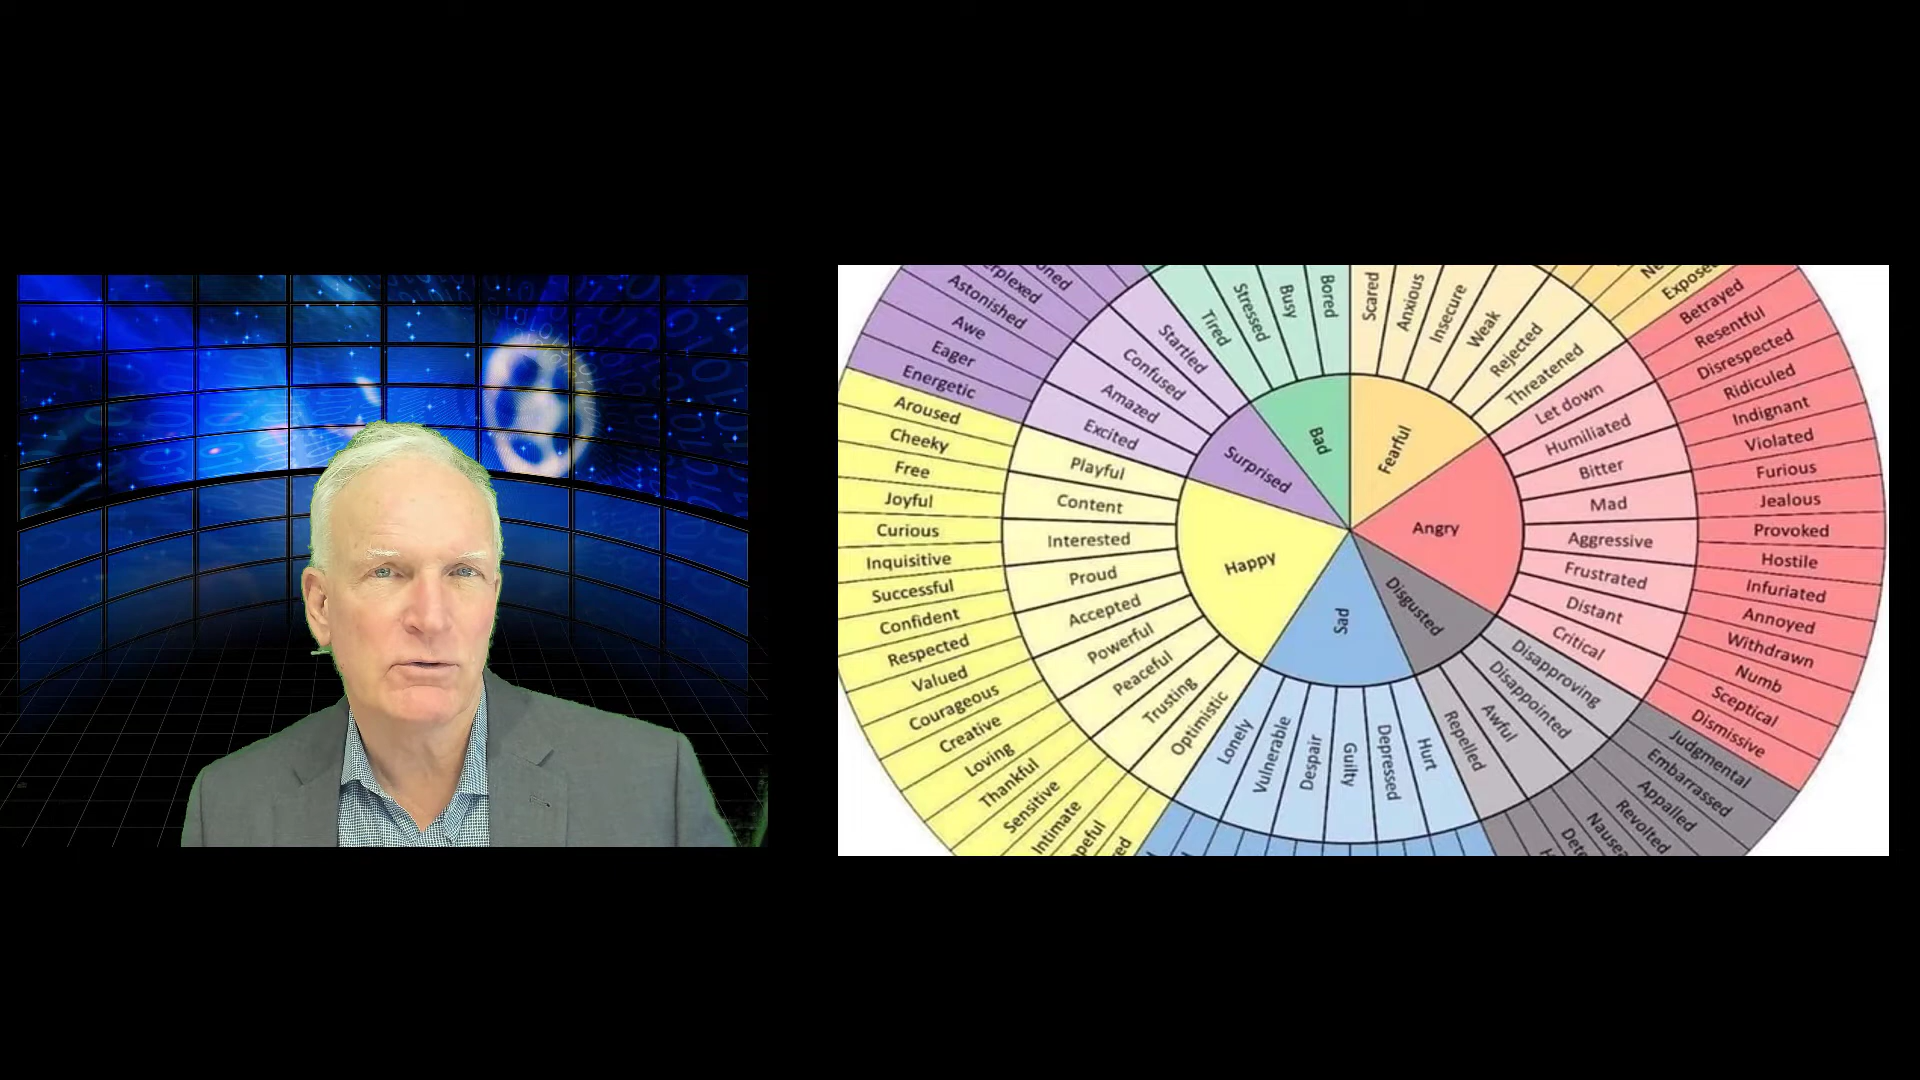 Bad
Fearful
Angry
Disgusted
Sad
Happy
Surprised
Tired
Stressed
Busy
Bored
Scared
Anxious
Insecure
Weak
Rejected
Threatened
Let down
Humiliated
Bitter
Mad
Aggressive
Frustrated
Distant
Critical
Disapproving
Disappointed
Awful
Repelled
Hurt
Depressed
Guilty
Despair
Vulnerable
Lonely
Optimistic
Trusting
Peaceful
Powerful
Accepted
Proud
Interested
Content
Playful
Excited
Amazed
Confused
Startled
Betrayed
Resentful
Disrespected
Ridiculed
Indignant
Violated
Furious
Jealous
Provoked
Hostile
Infuriated
Annoyed
Withdrawn
Numb
Sceptical
Dismissive
Judgmental
Embarrassed
Appalled
Revolted
Intimate
Sensitive
Thankful
Loving
Creative
Courageous
Valued
Respected
Confident
Successful
Inquisitive
Curious
Joyful
Free
Cheeky
Aroused
Energetic
Eager
Awe
Astonished